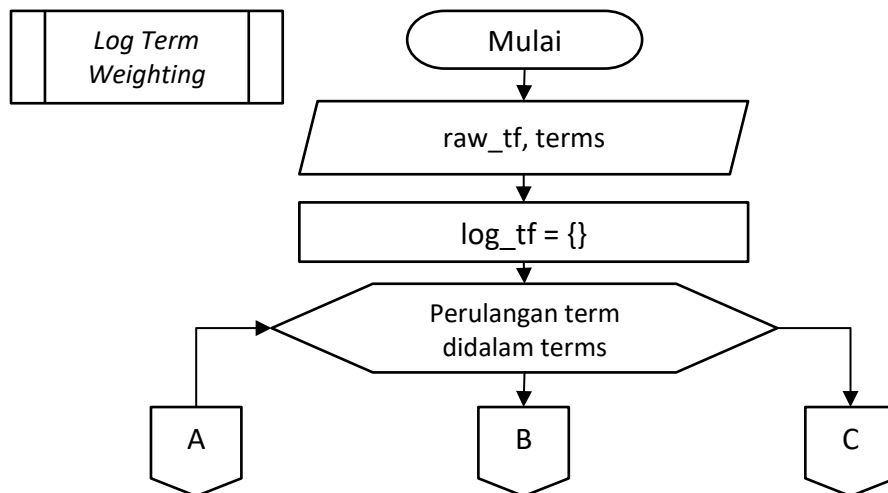 Log Term
Weighting
Mulai
raw_tf, terms
log_tf = {}
Perulangan term
didalam terms
A
B
C